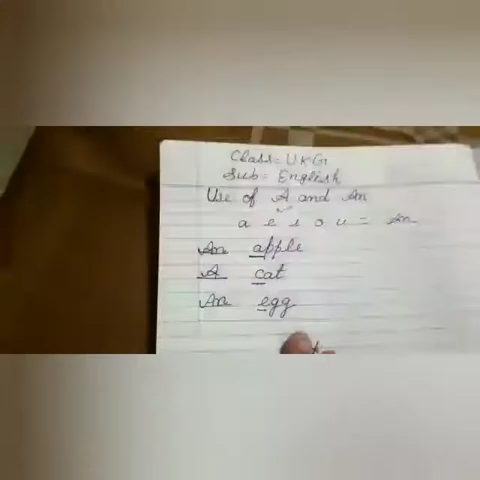 Class = UKG
Sub = English
Use of A and An
a e i o u = An
An apple
A cat
An egg